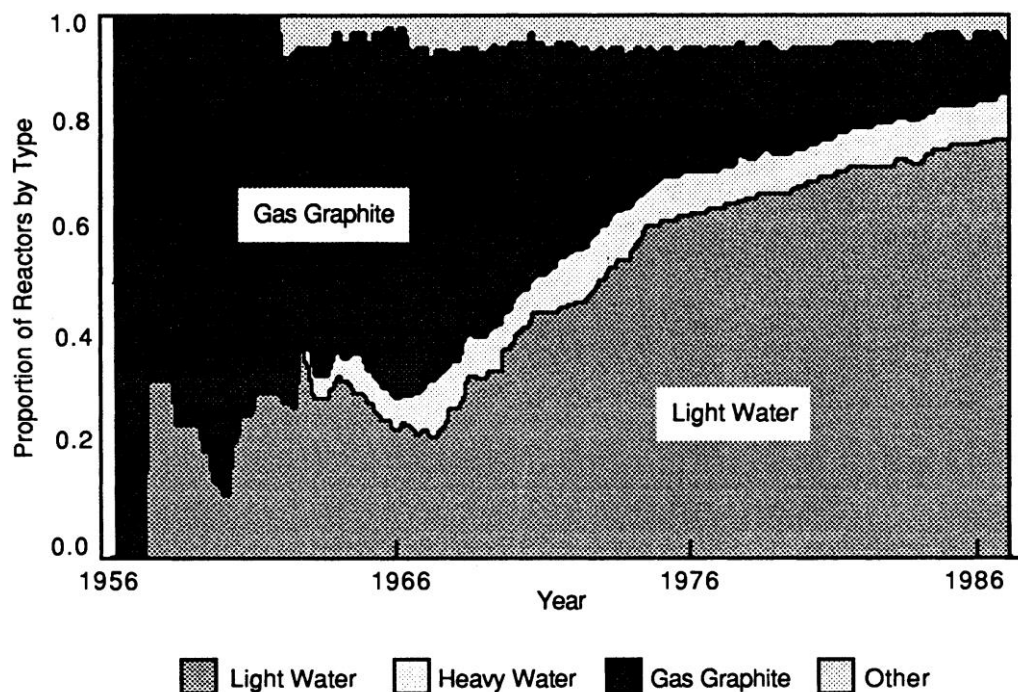 Proportion of Reactors by Type
1.0
0.8
0.6
0.4
0.2
0.0
Gas Graphite
Light Water
1956 1966 1976 1986
Year
Light Water Heavy Water Gas Graphite Other